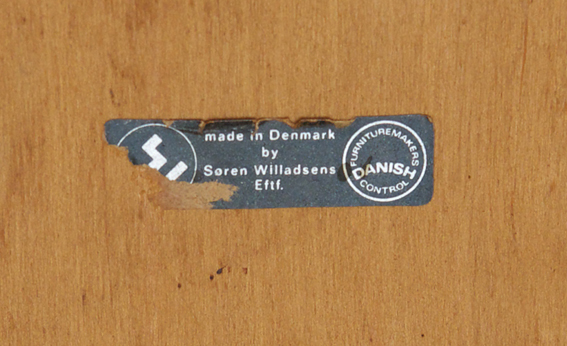 made in Denmark
by
Søren Willadsens
Eftf.
FURNITUREMAKERS
DANISH
CONTROL